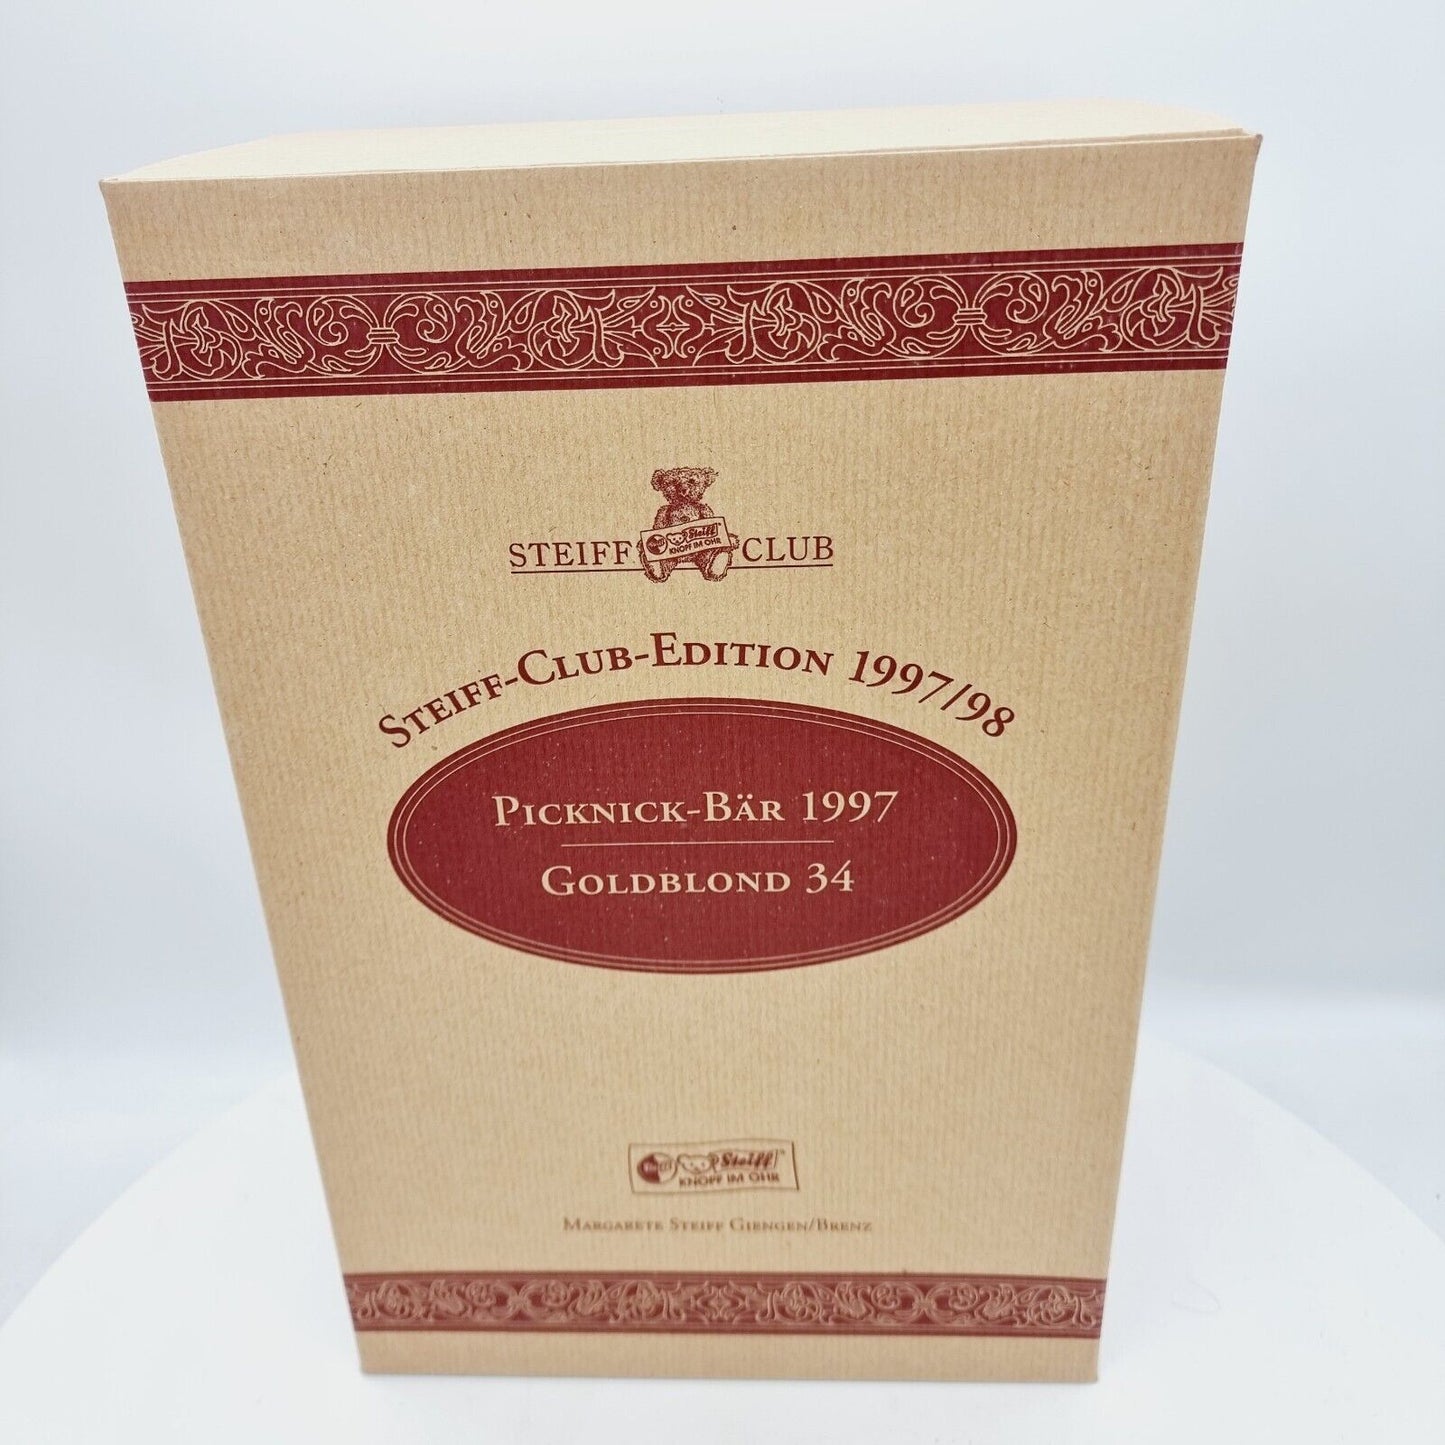 STEIFF CLUB
Steiff
KNOPF IM OHR
STEIFF-CLUB-EDITION 1997/98
PICKNICK-BÄR 1997
GOLDBLOND 34
Steiff
KNOPF IM OHR
MARGARETE STEIFF GIENGEN/BRENZ